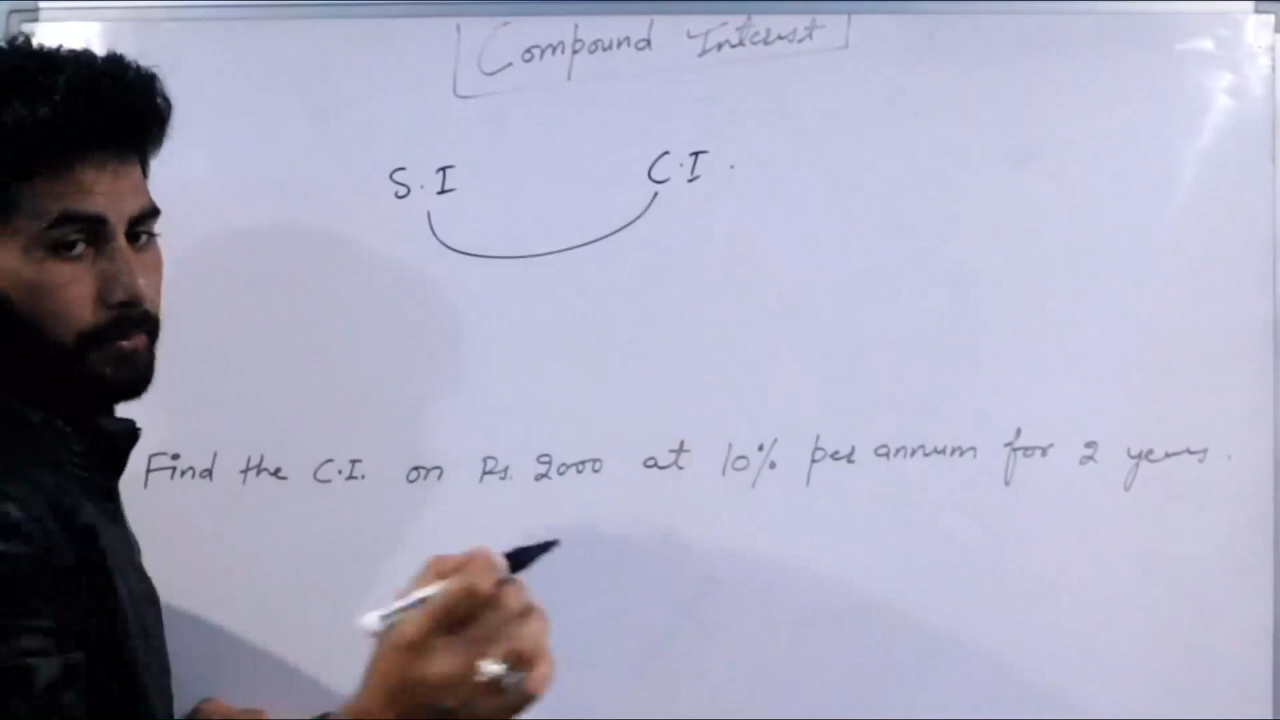 Compound Interest
S.I C.I.
Find the C.I. on Rs. 2000 at 10% per annum for 2 years.